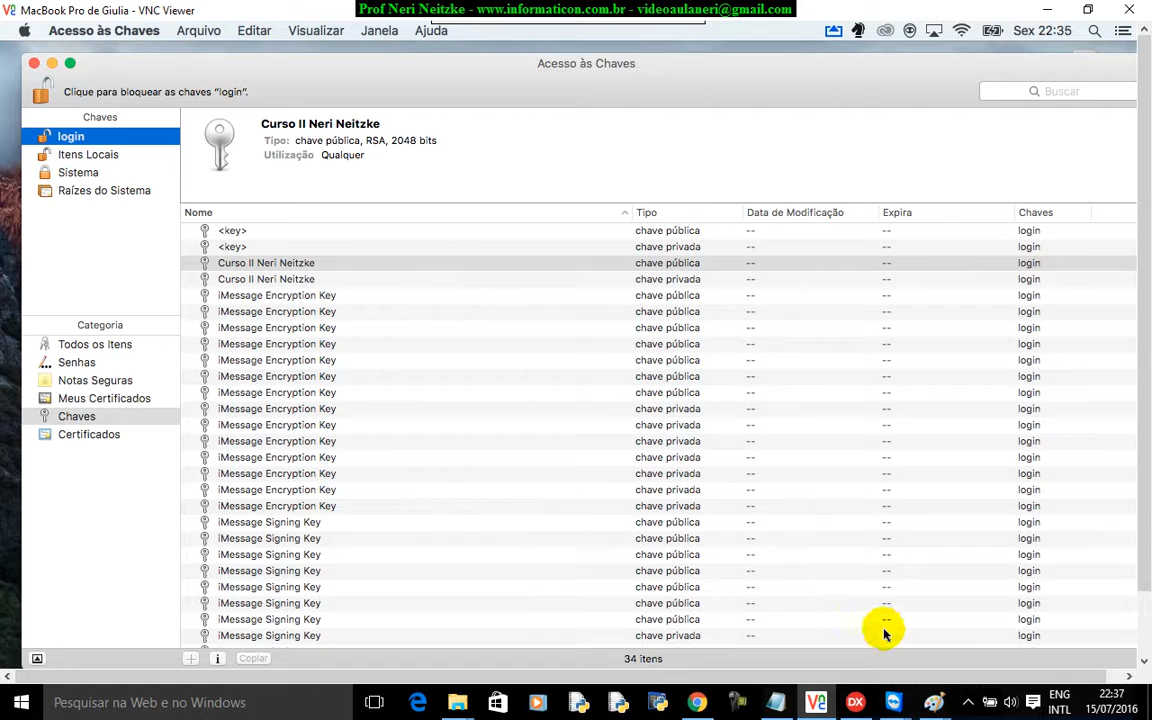 MacBook Pro de Giulia - VNC Viewer
Prof Neri Neitzke - www.informaticon.com.br - videoaulaneri@gmail.com
Acesso às Chaves Arquivo Editar Visualizar Janela Ajuda Sex 22:35
Acesso às Chaves
Clique para bloquear as chaves “login”.
Buscar
Chaves
login
Itens Locais
Sistema
Raízes do Sistema
Curso II Neri Neitzke
Tipo: chave pública, RSA, 2048 bits
Utilização Qualquer
Nome Tipo Data de Modificação Expira Chaves
<key> chave pública -- -- login
<key> chave privada -- -- login
Curso II Neri Neitzke chave pública -- -- login
Curso II Neri Neitzke chave privada -- -- login
iMessage Encryption Key chave pública -- -- login
iMessage Encryption Key chave pública -- -- login
iMessage Encryption Key chave pública -- -- login
iMessage Encryption Key chave pública -- -- login
iMessage Encryption Key chave pública -- -- login
iMessage Encryption Key chave pública -- -- login
iMessage Encryption Key chave pública -- -- login
iMessage Encryption Key chave privada -- -- login
iMessage Encryption Key chave privada -- -- login
iMessage Encryption Key chave privada -- -- login
iMessage Encryption Key chave privada -- -- login
iMessage Encryption Key chave privada -- -- login
iMessage Encryption Key chave privada -- -- login
iMessage Encryption Key chave privada -- -- login
iMessage Signing Key chave pública -- -- login
iMessage Signing Key chave pública -- -- login
iMessage Signing Key chave pública -- -- login
iMessage Signing Key chave pública -- -- login
iMessage Signing Key chave pública -- -- login
iMessage Signing Key chave pública -- -- login
iMessage Signing Key chave pública -- -- login
iMessage Signing Key chave privada -- -- login
Categoria
Todos os Itens
Senhas
Notas Seguras
Meus Certificados
Chaves
Certificados
Copiar
34 itens
Pesquisar na Web e no Windows
ENG
INTL
22:37
15/07/2016